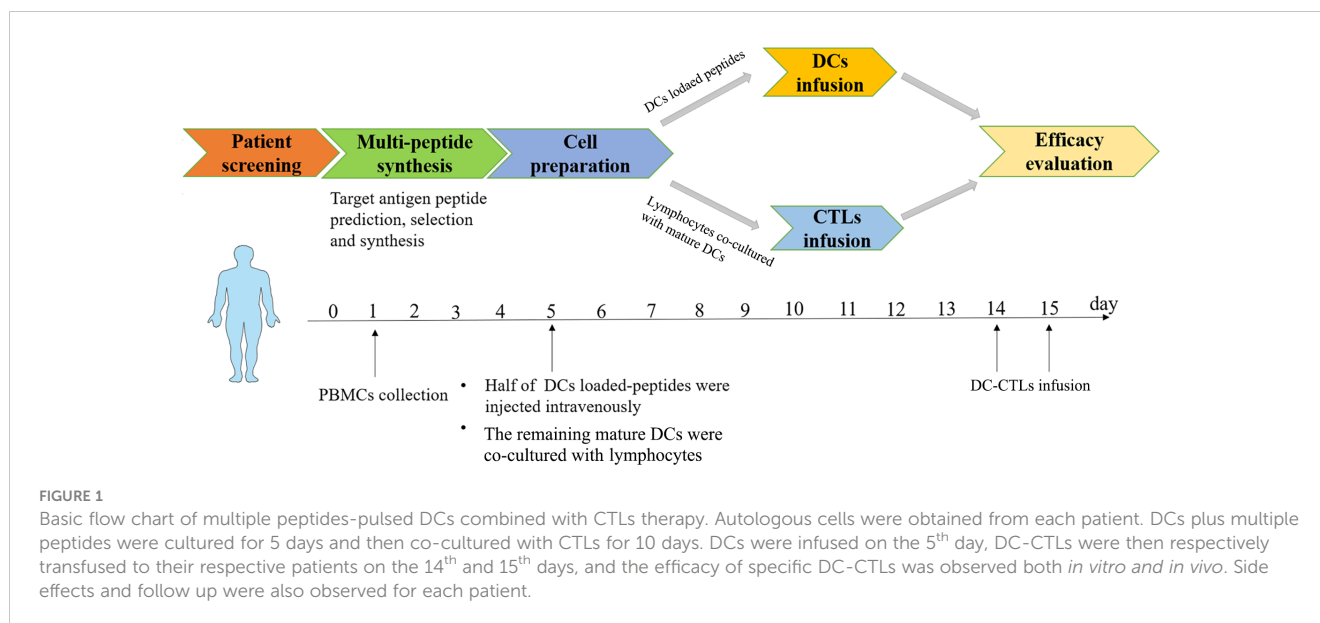 Patient
screening
Multi-peptide
synthesis
Cell
preparation
DCs lodaed peptides
DCs
infusion
Lymphocytes co-cultured
with mature DCs
CTLs
infusion
Efficacy
evaluation
Target antigen peptide
prediction, selection
and synthesis
0 1 2 3 4 5 6 7 8 9 10 11 12 13 14 15 day
PBMCs collection
• Half of DCs loaded-peptides were
injected intravenously
• The remaining mature DCs were
co-cultured with lymphocytes
DC-CTLs infusion
FIGURE 1
Basic flow chart of multiple peptides-pulsed DCs combined with CTLs therapy. Autologous cells were obtained from each patient. DCs plus multiple
peptides were cultured for 5 days and then co-cultured with CTLs for 10 days. DCs were infused on the 5th day, DC-CTLs were then respectively
transfused to their respective patients on the 14th and 15th days, and the efficacy of specific DC-CTLs was observed both in vitro and in vivo. Side
effects and follow up were also observed for each patient.